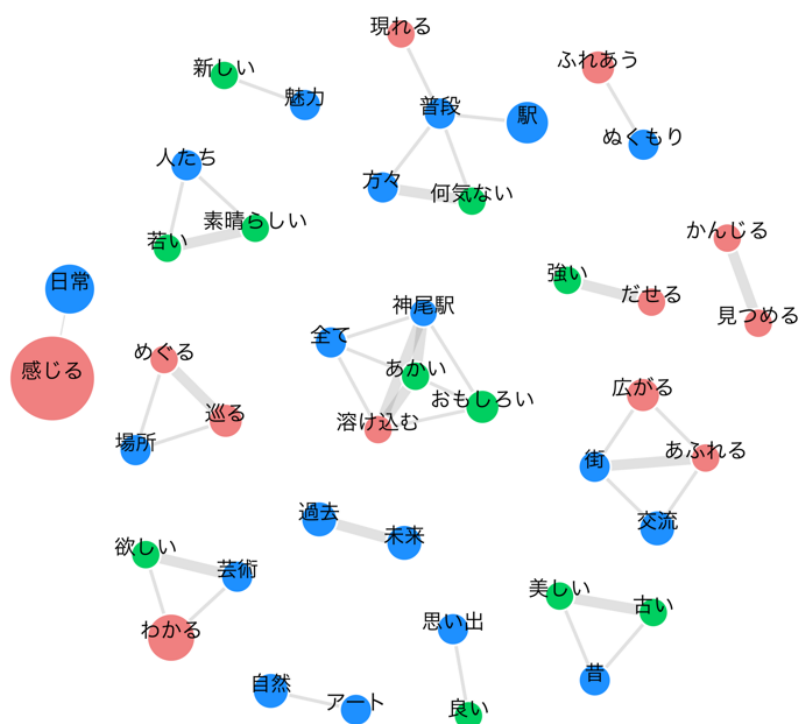 現れる
ふれあう
新しい
魅力
普段
駅
ぬくもり
人たち
方々
何気ない
素晴らしい
若い
かんじる
日常
強い
だせる
見つめる
神尾駅
全て
めぐる
あかい
感じる
おもしろい
広がる
巡る
溶け込む
場所
街
あふれる
過去
未来
交流
欲しい
芸術
美しい
古い
わかる
思い出
昔
自然
アート
良い